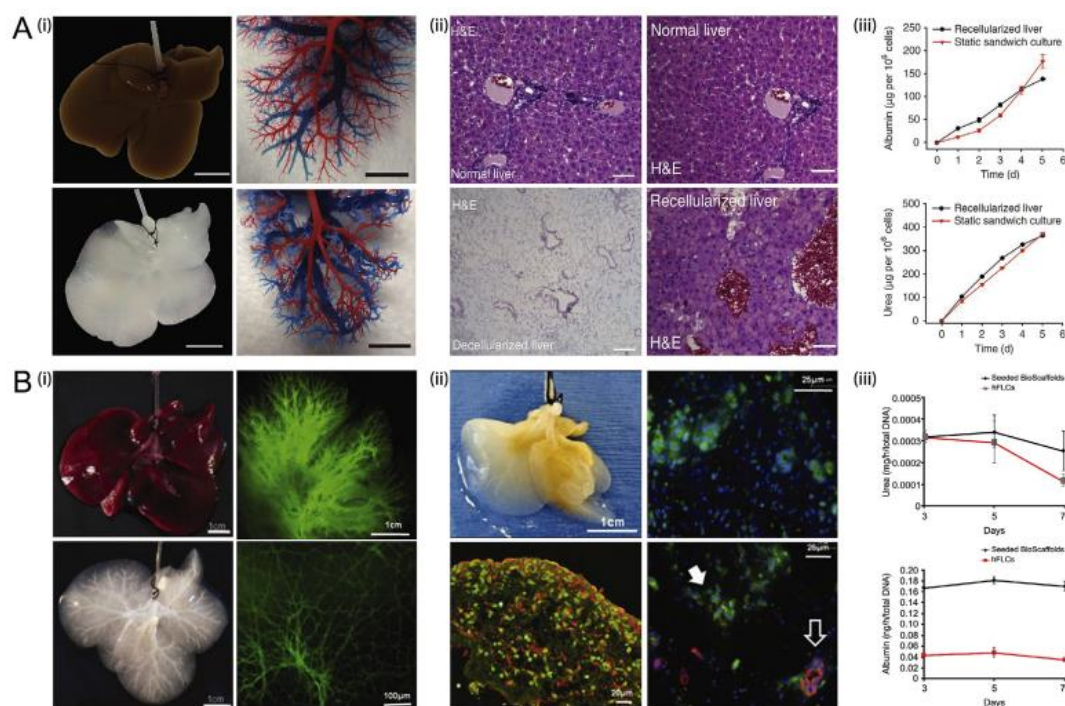 A (i)
(ii)
H&E
Normal liver
Normal liver
H&E
H&E
Decellularized liver
Recellularized liver
H&E
(iii)
Recellularized liver
Static sandwich culture
Albumin (µg per 10⁶ cells)
250
200
150
100
50
0
0 1 2 3 4 5 6
Time (d)
Recellularized liver
Static sandwich culture
Urea (µg per 10⁶ cells)
500
400
300
200
100
0
0 1 2 3 4 5 6
Time (d)
B (i)
1cm
1cm
1cm
100µm
(ii)
1cm
25µm
20µm
25µm
(iii)
Seeded BioScaffolds
hFLCs
Urea (mg/h/total DNA)
0.0005
0.0004
0.0003
0.0002
0.0001
0
3 5 7
Days
Seeded BioScaffolds
hFLCs
Albumin (ng/h/total DNA)
0.20
0.18
0.16
0.14
0.12
0.10
0.08
0.06
0.04
0.02
0
3 5 7
Days